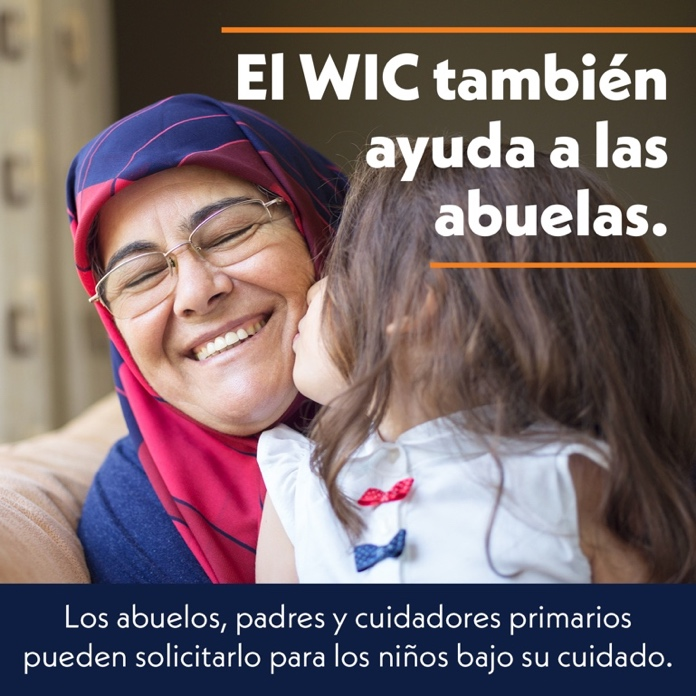 El WIC también
ayuda a las
abuelas.
Los abuelos, padres y cuidadores primarios
pueden solicitarlo para los niños bajo su cuidado.